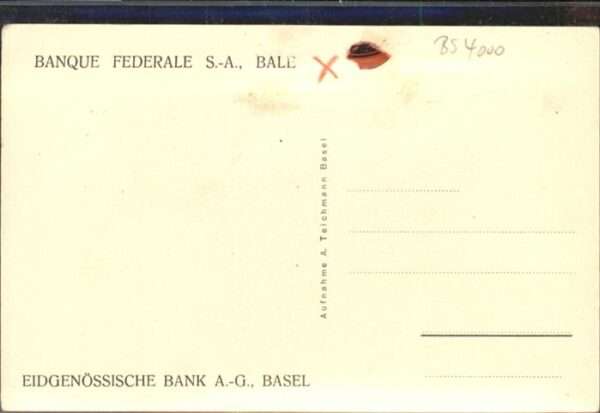 BANQUE FEDERALE S.-A., BALE
BS 4000
Aufnahme A. Teichmann Basel
EIDGENÖSSISCHE BANK A.-G., BASEL